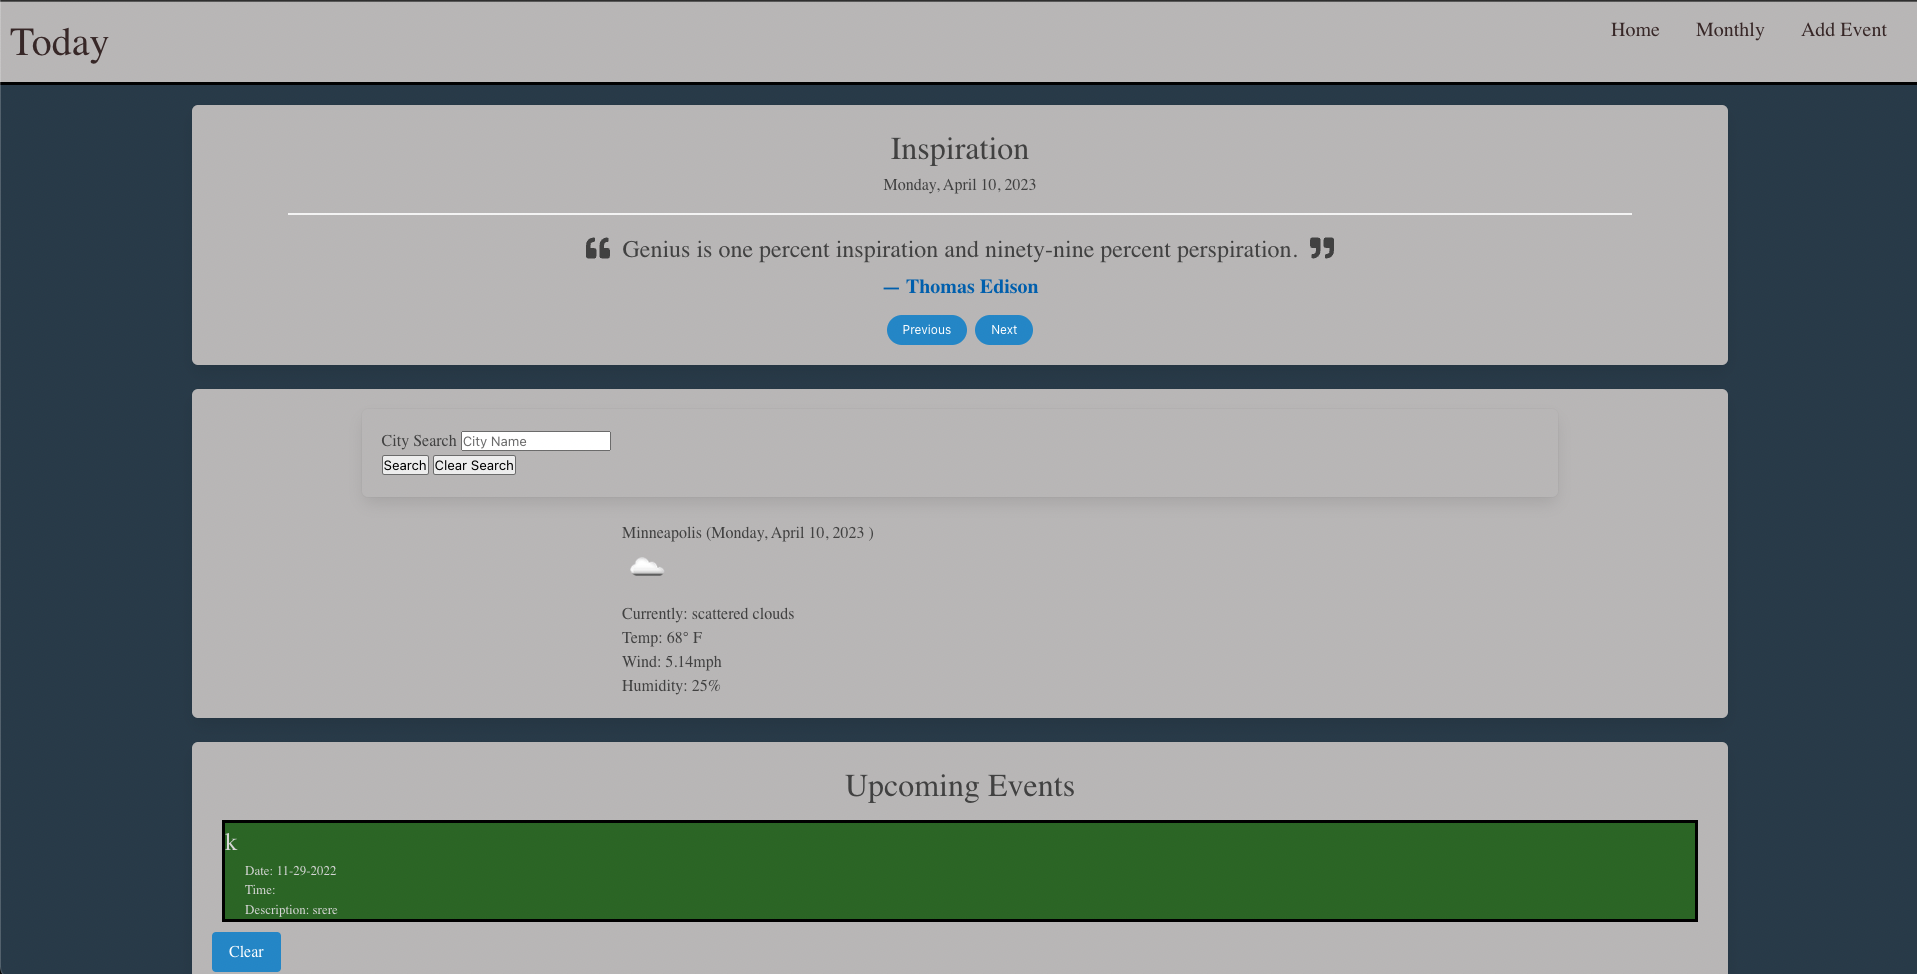 Today
Home Monthly Add Event
Inspiration
Monday, April 10, 2023
“ Genius is one percent inspiration and ninety-nine percent perspiration. ”
— Thomas Edison
Previous Next
City Search City Name
Search Clear Search
Minneapolis (Monday, April 10, 2023 )
Currently: scattered clouds
Temp: 68° F
Wind: 5.14mph
Humidity: 25%
Upcoming Events
k
Date: 11-29-2022
Time:
Description: srere
Clear